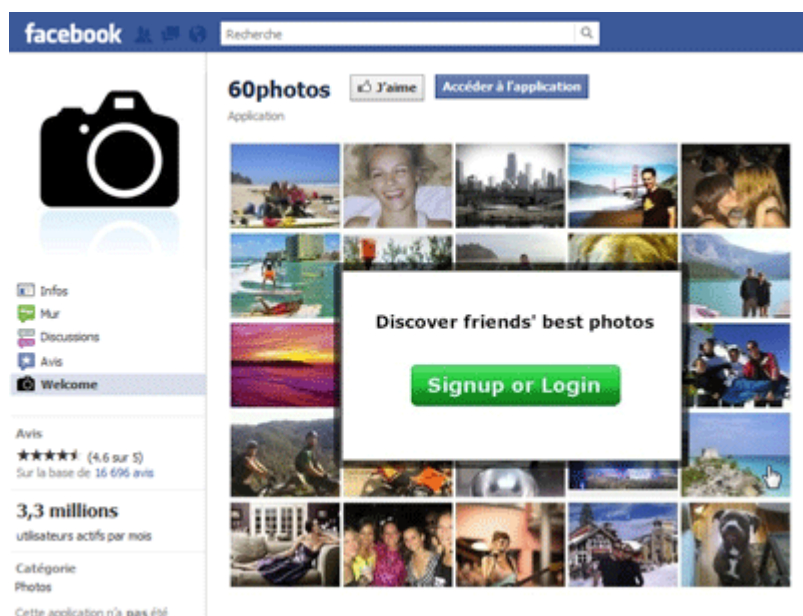 facebook
Recherche
60photos
J'aime
Accéder à l'application
Application
Infos
Mur
Discussions
Avis
Welcome
Discover friends' best photos
Signup or Login
Avis
(4.6 sur 5)
Sur la base de 16 696 avis
3,3 millions
utilisateurs actifs par mois
Catégorie
Photos
Cette application n'a pas été